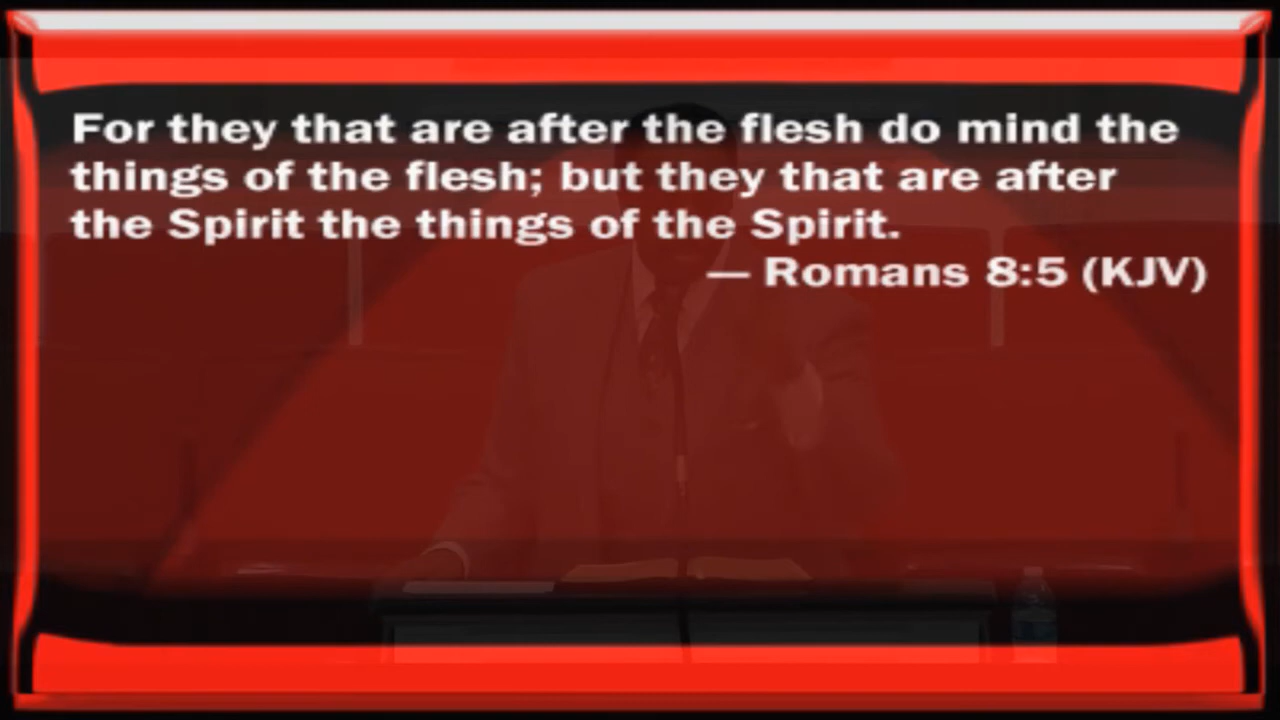 For they that are after the flesh do mind the
things of the flesh; but they that are after
the Spirit the things of the Spirit.
— Romans 8:5 (KJV)